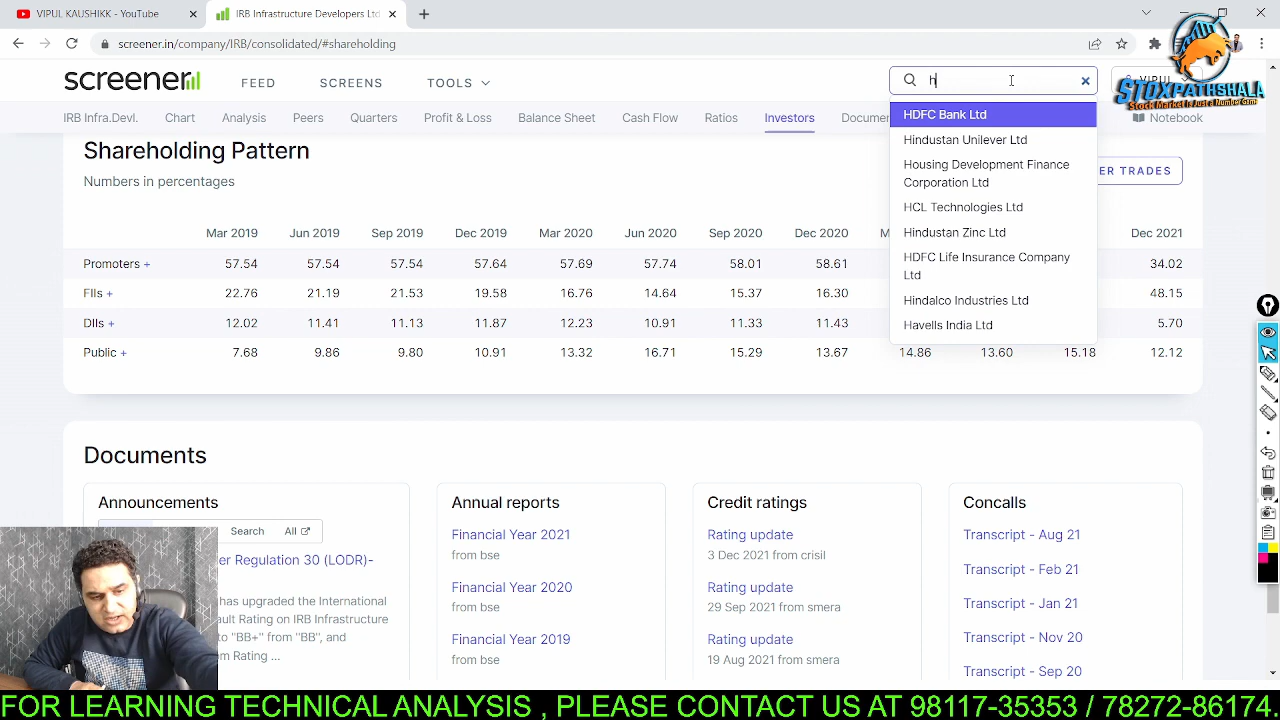 VIPUL KAUSHIKK - YouTube
IRB Infrastructure Developers Ltd
screener.in/company/IRB/consolidated/#shareholding
screener
FEED
SCREENS
TOOLS
h
VIPUL
STOXPATHSHALA
Stock Market is Just a Number Game
IRB Infra.Devl.
Chart
Analysis
Peers
Quarters
Balance Sheet
Cash Flow
Ratios
Investors
Documen
Notebook
HDFC Bank Ltd
Hindustan Unilever Ltd
Housing Development Finance
Corporation Ltd
HCL Technologies Ltd
Hindustan Zinc Ltd
HDFC Life Insurance Company
Ltd
Hindalco Industries Ltd
Havells India Ltd
Shareholding Pattern
Numbers in percentages
ER TRADES
Mar 2019 Jun 2019 Sep 2019 Dec 2019 Mar 2020 Jun 2020 Sep 2020 Dec 2020 M Dec 2021
Promoters + 57.54 57.54 57.54 57.64 57.69 57.74 58.01 58.61 34.02
FIIs + 22.76 21.19 21.53 19.58 16.76 14.64 15.37 16.30 48.15
DIIs + 12.02 11.41 11.13 11.87 12.23 10.91 11.33 11.43 5.70
Public + 7.68 9.86 9.80 10.91 13.32 16.71 15.29 13.67 14.86 13.60 15.18 12.12
Documents
Announcements
Search
All
er Regulation 30 (LODR)-
has upgraded the International
ult Rating on IRB Infrastructure
to "BB+" from "BB", and
om Rating ...
Annual reports
Financial Year 2021
from bse
Financial Year 2020
from bse
Financial Year 2019
from bse
Credit ratings
Rating update
3 Dec 2021 from crisil
Rating update
29 Sep 2021 from smera
Rating update
19 Aug 2021 from smera
Concalls
Transcript - Aug 21
Transcript - Feb 21
Transcript - Jan 21
Transcript - Nov 20
Transcript - Sep 20
FOR LEARNING TECHNICAL ANALYSIS , PLEASE CONTACT US AT 98117-35353 / 78272-86174.